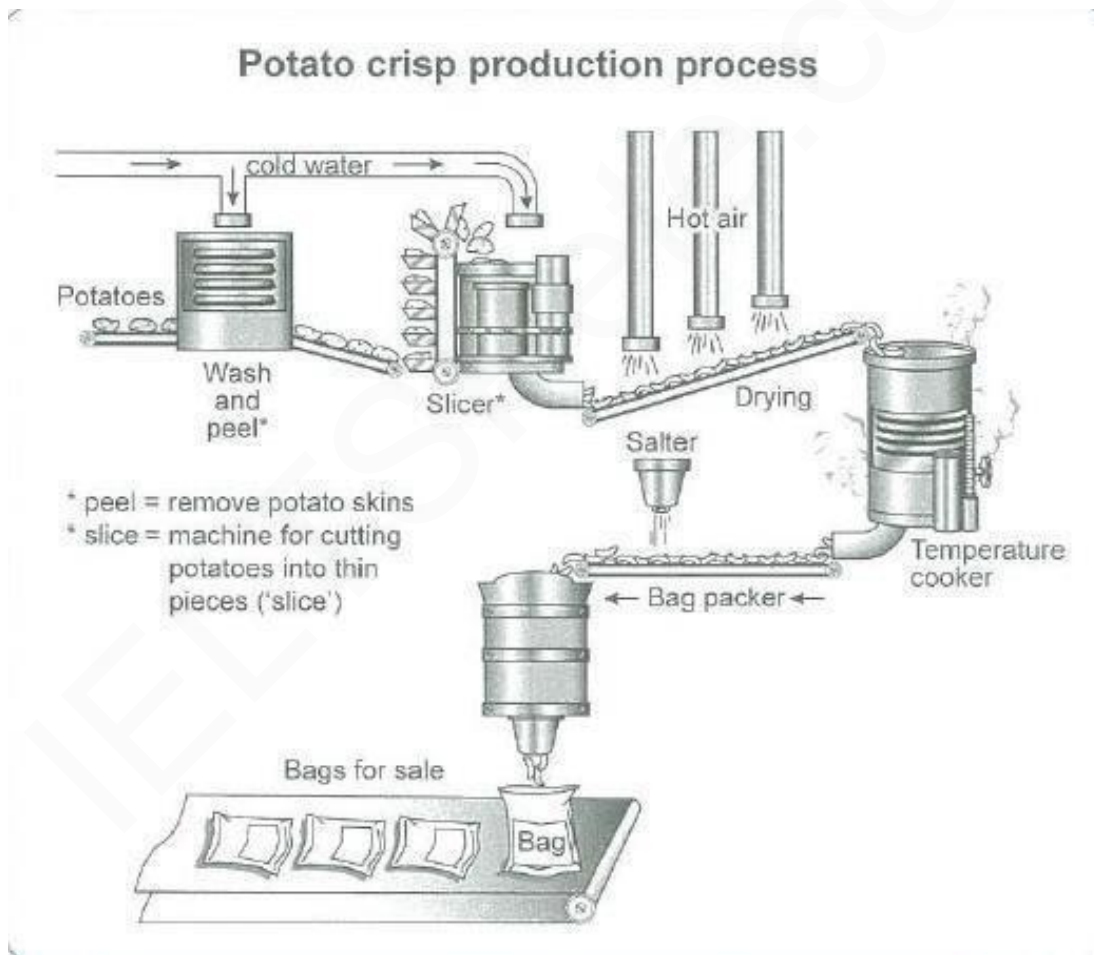 Potato crisp production process
cold water
Hot air
Potatoes
Wash
and
peel*
Slicer*
Drying
Salter
* peel = remove potato skins
* slice = machine for cutting
potatoes into thin
pieces (‘slice’)
Temperature
cooker
Bag packer
Bags for sale
Bag